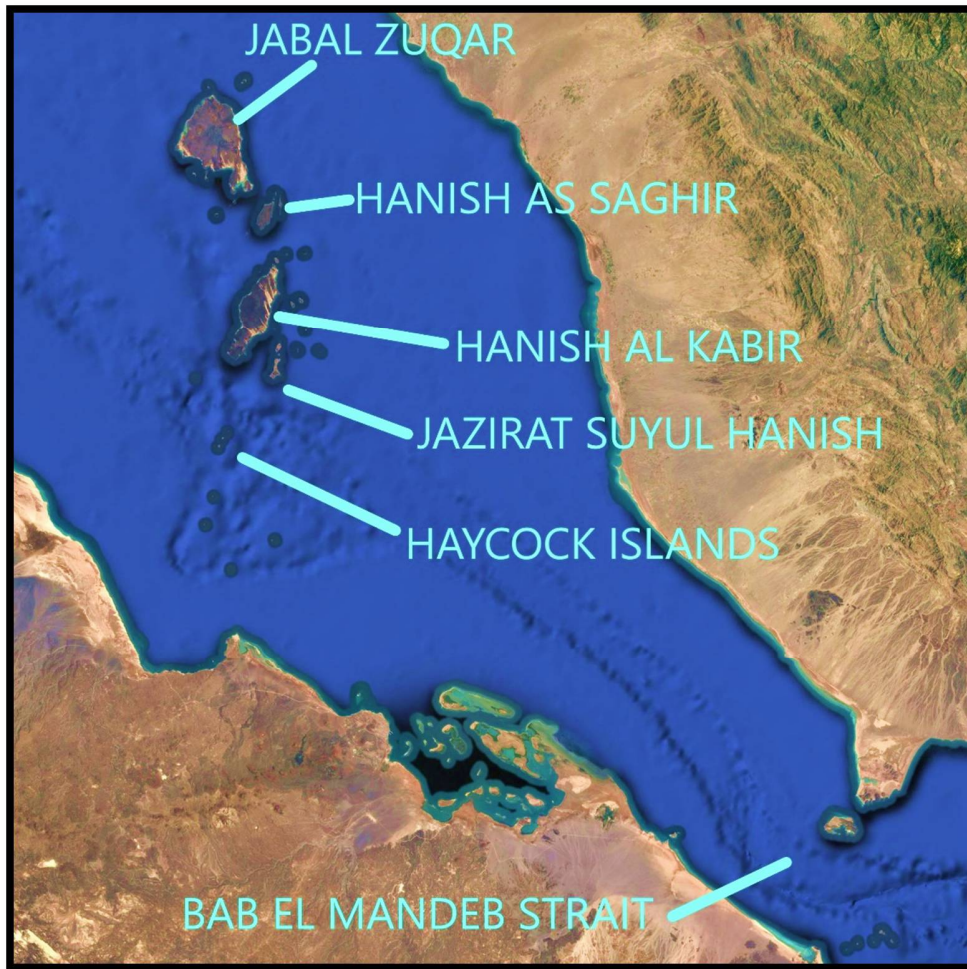 JABAL ZUQAR
HANISH AS SAGHIR
HANISH AL KABIR
JAZIRAT SUYUL HANISH
HAYCOCK ISLANDS
BAB EL MANDEB STRAIT